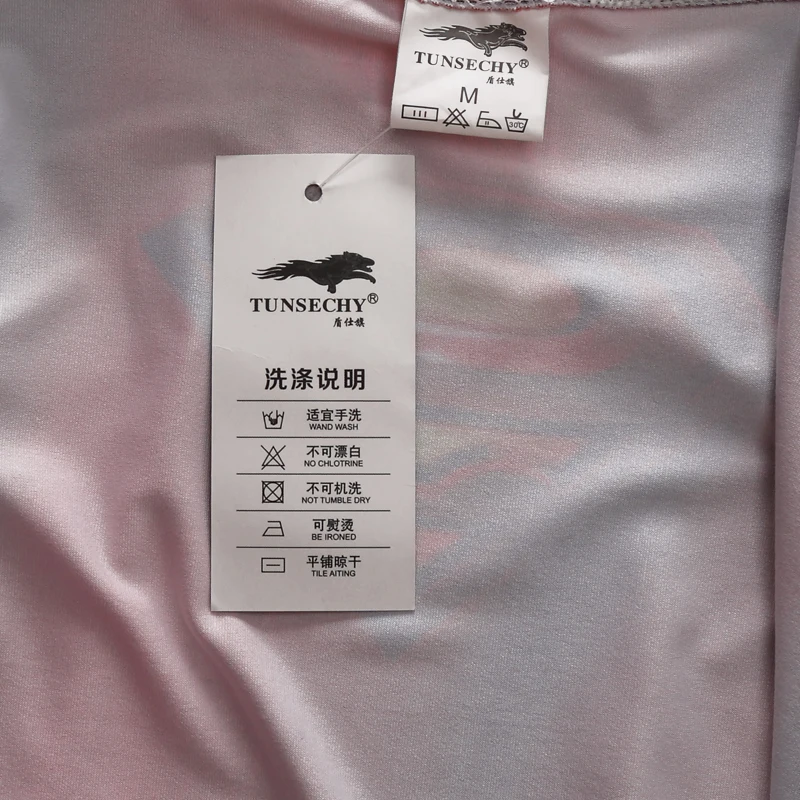 TUNSECHY®
盾仕旗
M
30C
TUNSECHY®
盾仕旗
洗涤说明
适宜手洗
WAND WASH
不可漂白
NO CHLOTRINE
不可机洗
NOT TUMBLE DRY
可熨烫
BE IRONED
平铺晾干
TILE AITING